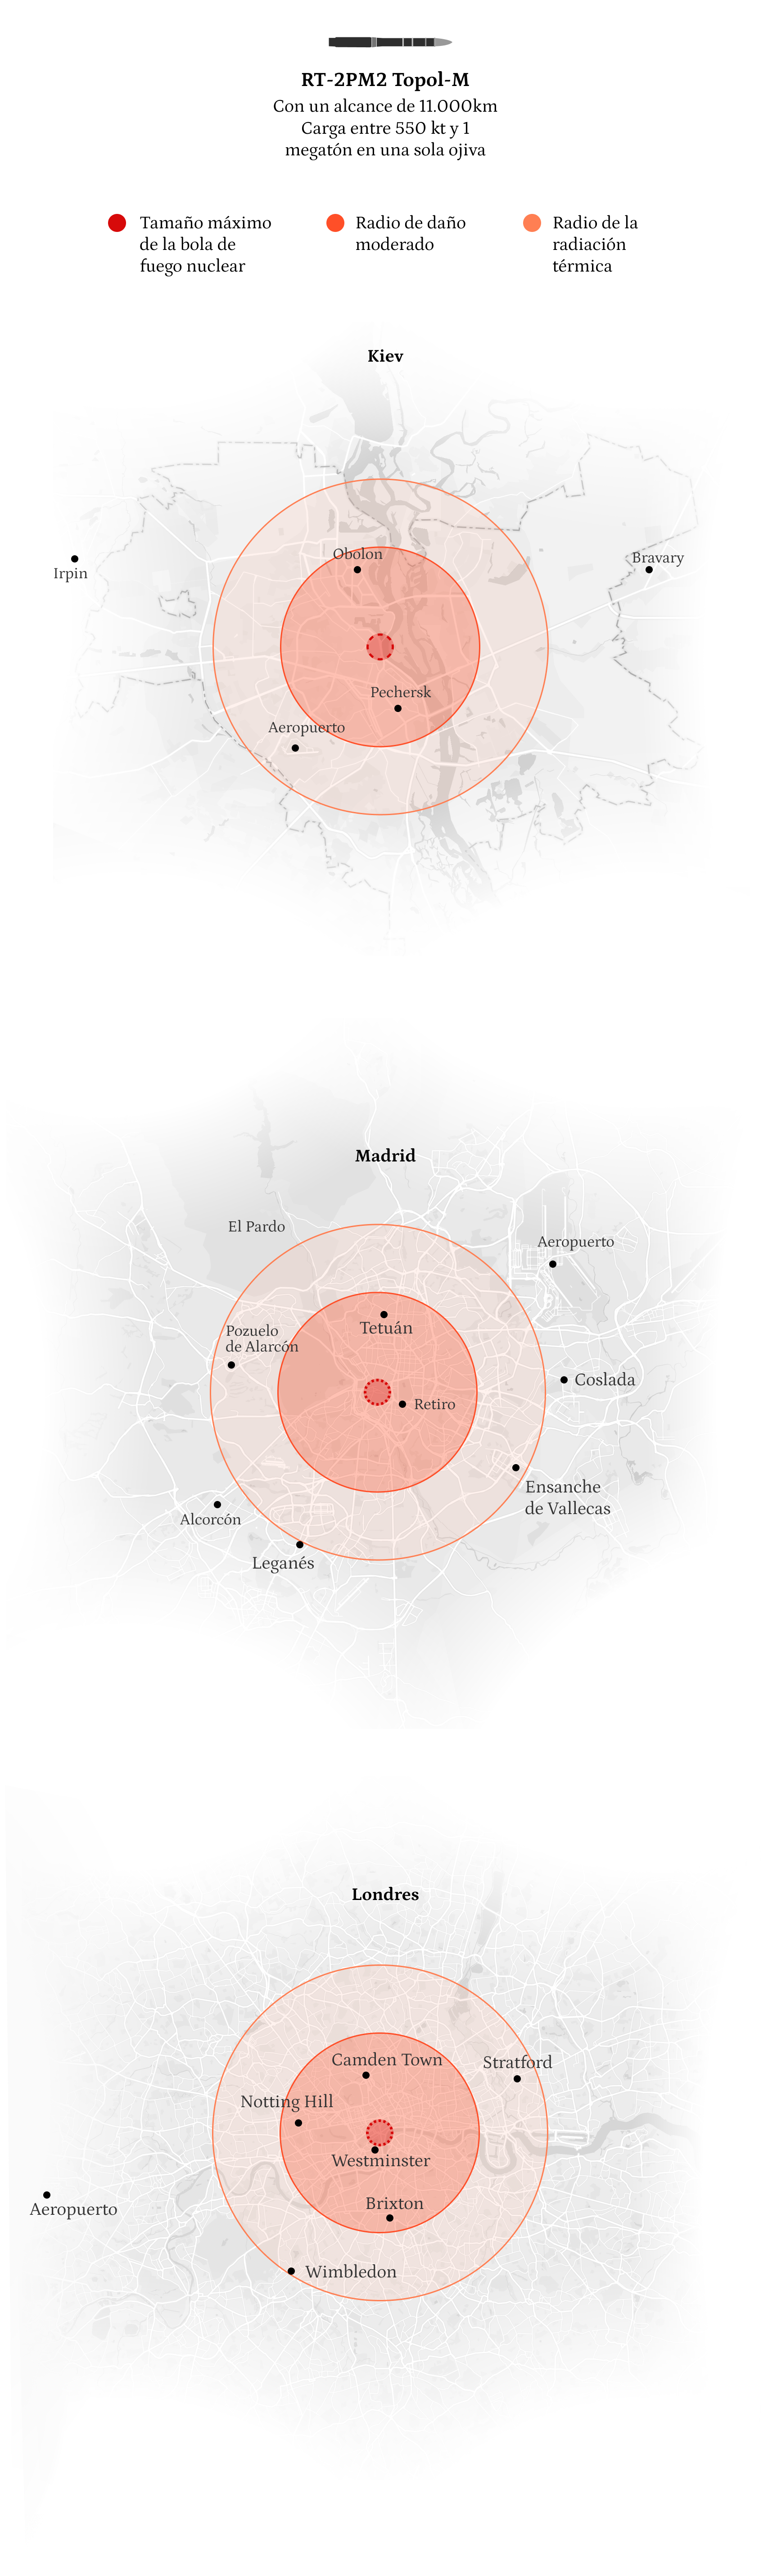 RT-2PM2 Topol-M
Con un alcance de 11.000km
Carga entre 550 kt y 1
megatón en una sola ojiva
Tamaño máximo
de la bola de
fuego nuclear
Radio de daño
moderado
Radio de la
radiación
térmica
Kiev
Obolon
Bravary
Irpin
Pechersk
Aeropuerto
Madrid
El Pardo
Aeropuerto
Tetuán
Pozuelo
de Alarcón
Coslada
Retiro
Ensanche
de Vallecas
Alcorcón
Leganés
Londres
Camden Town
Stratford
Notting Hill
Westminster
Brixton
Aeropuerto
Wimbledon